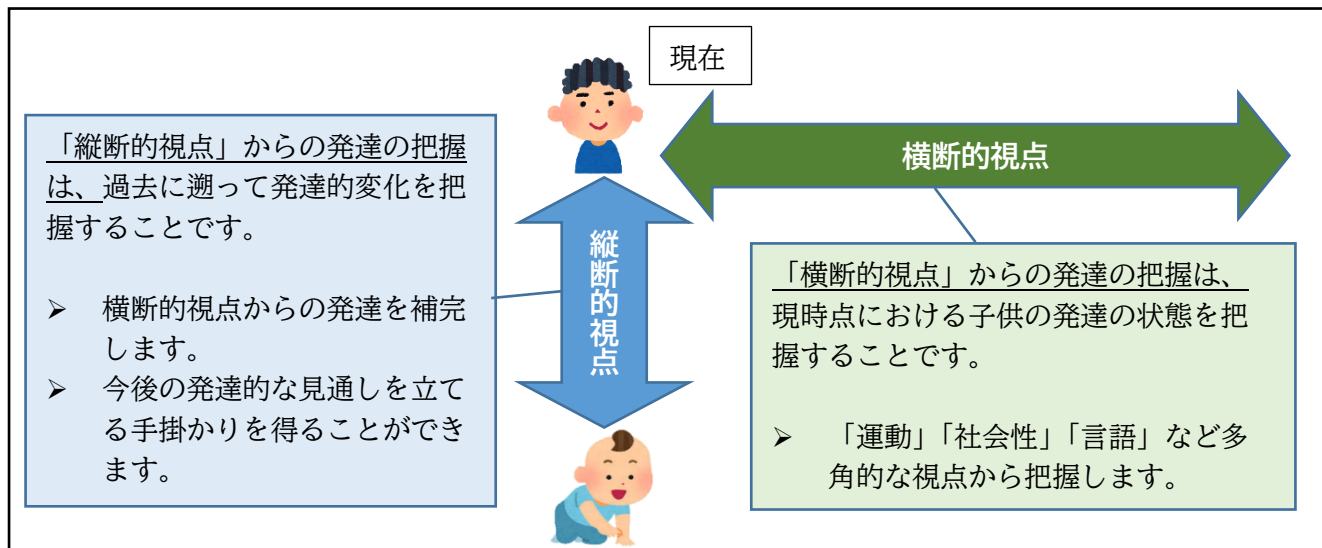 現在
「縦断的視点」からの発達の把握
は、過去に遡って発達的変化を把
握することです。
➢ 横断的視点からの発達を補完
します。
➢ 今後の発達的な見通しを立て
る手掛かりを得ることができ
ます。
縦断的視点
横断的視点
「横断的視点」からの発達の把握は、
現時点における子供の発達の状態を把
握することです。
➢ 「運動」「社会性」「言語」など多
角的な視点から把握します。